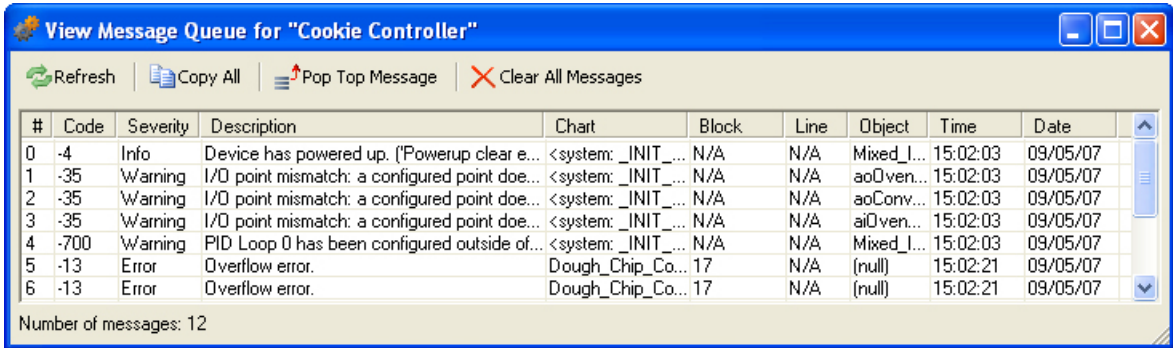 View Message Queue for "Cookie Controller"
Refresh Copy All Pop Top Message Clear All Messages
# Code Severity Description Chart Block Line Object Time Date
0 -4 Info Device has powered up. ('Powerup clear e... <system: _INIT_... N/A N/A Mixed_I... 15:02:03 09/05/07
1 -35 Warning I/O point mismatch: a configured point doe... <system: _INIT_... N/A N/A aoOven... 15:02:03 09/05/07
2 -35 Warning I/O point mismatch: a configured point doe... <system: _INIT_... N/A N/A aoConv... 15:02:03 09/05/07
3 -35 Warning I/O point mismatch: a configured point doe... <system: _INIT_... N/A N/A aiOven... 15:02:03 09/05/07
4 -700 Warning PID Loop 0 has been configured outside of... <system: _INIT_... N/A N/A Mixed_I... 15:02:03 09/05/07
5 -13 Error Overflow error. Dough_Chip_Co... 17 N/A (null) 15:02:21 09/05/07
6 -13 Error Overflow error. Dough_Chip_Co... 17 N/A (null) 15:02:21 09/05/07
Number of messages: 12